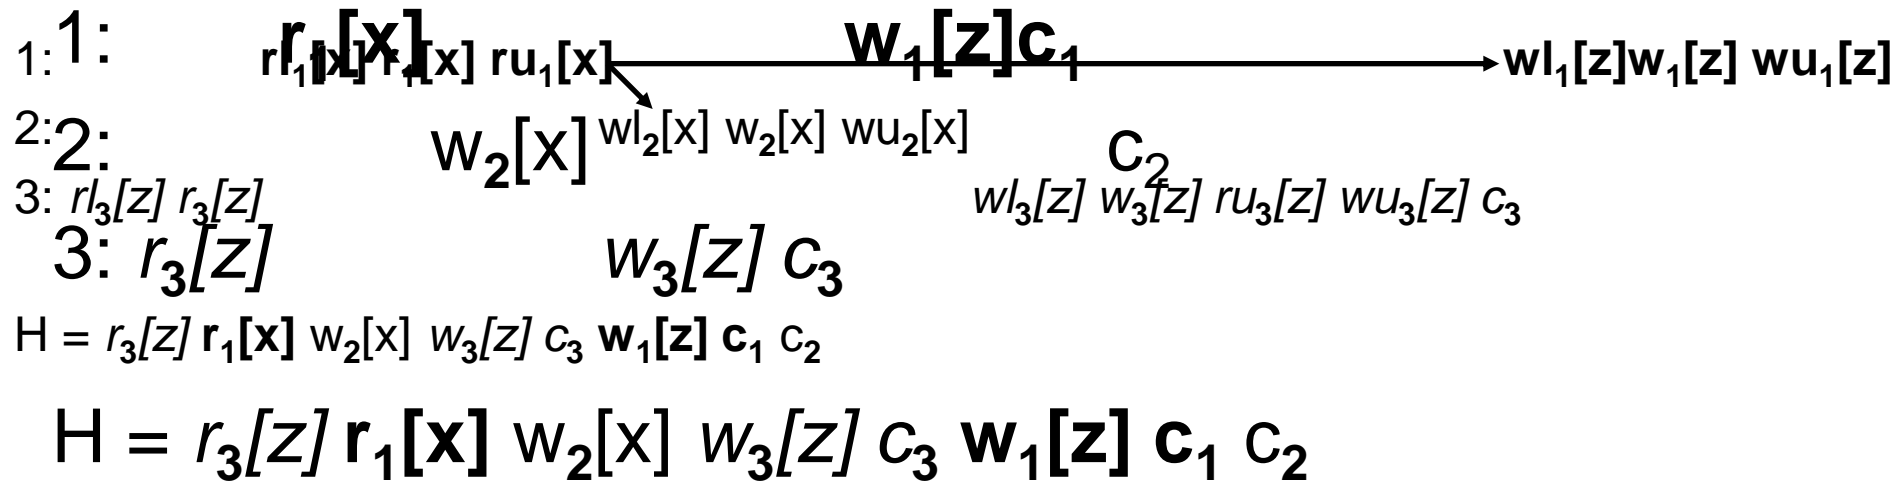 1: r₁[x] w₁[z]c₁
1: rl₁[x] r₁[x] ru₁[x] wl₁[z]w₁[z] wu₁[z]
2: wl₂[x] w₂[x] wu₂[x]
2: w₂[x] c₂
3: rl₃[z] r₃[z] wl₃[z] w₃[z] ru₃[z] wu₃[z] c₃
3: r₃[z] w₃[z] c₃
H = r₃[z] r₁[x] w₂[x] w₃[z] c₃ w₁[z] c₁ c₂
H = r₃[z] r₁[x] w₂[x] w₃[z] c₃ w₁[z] c₁ c₂